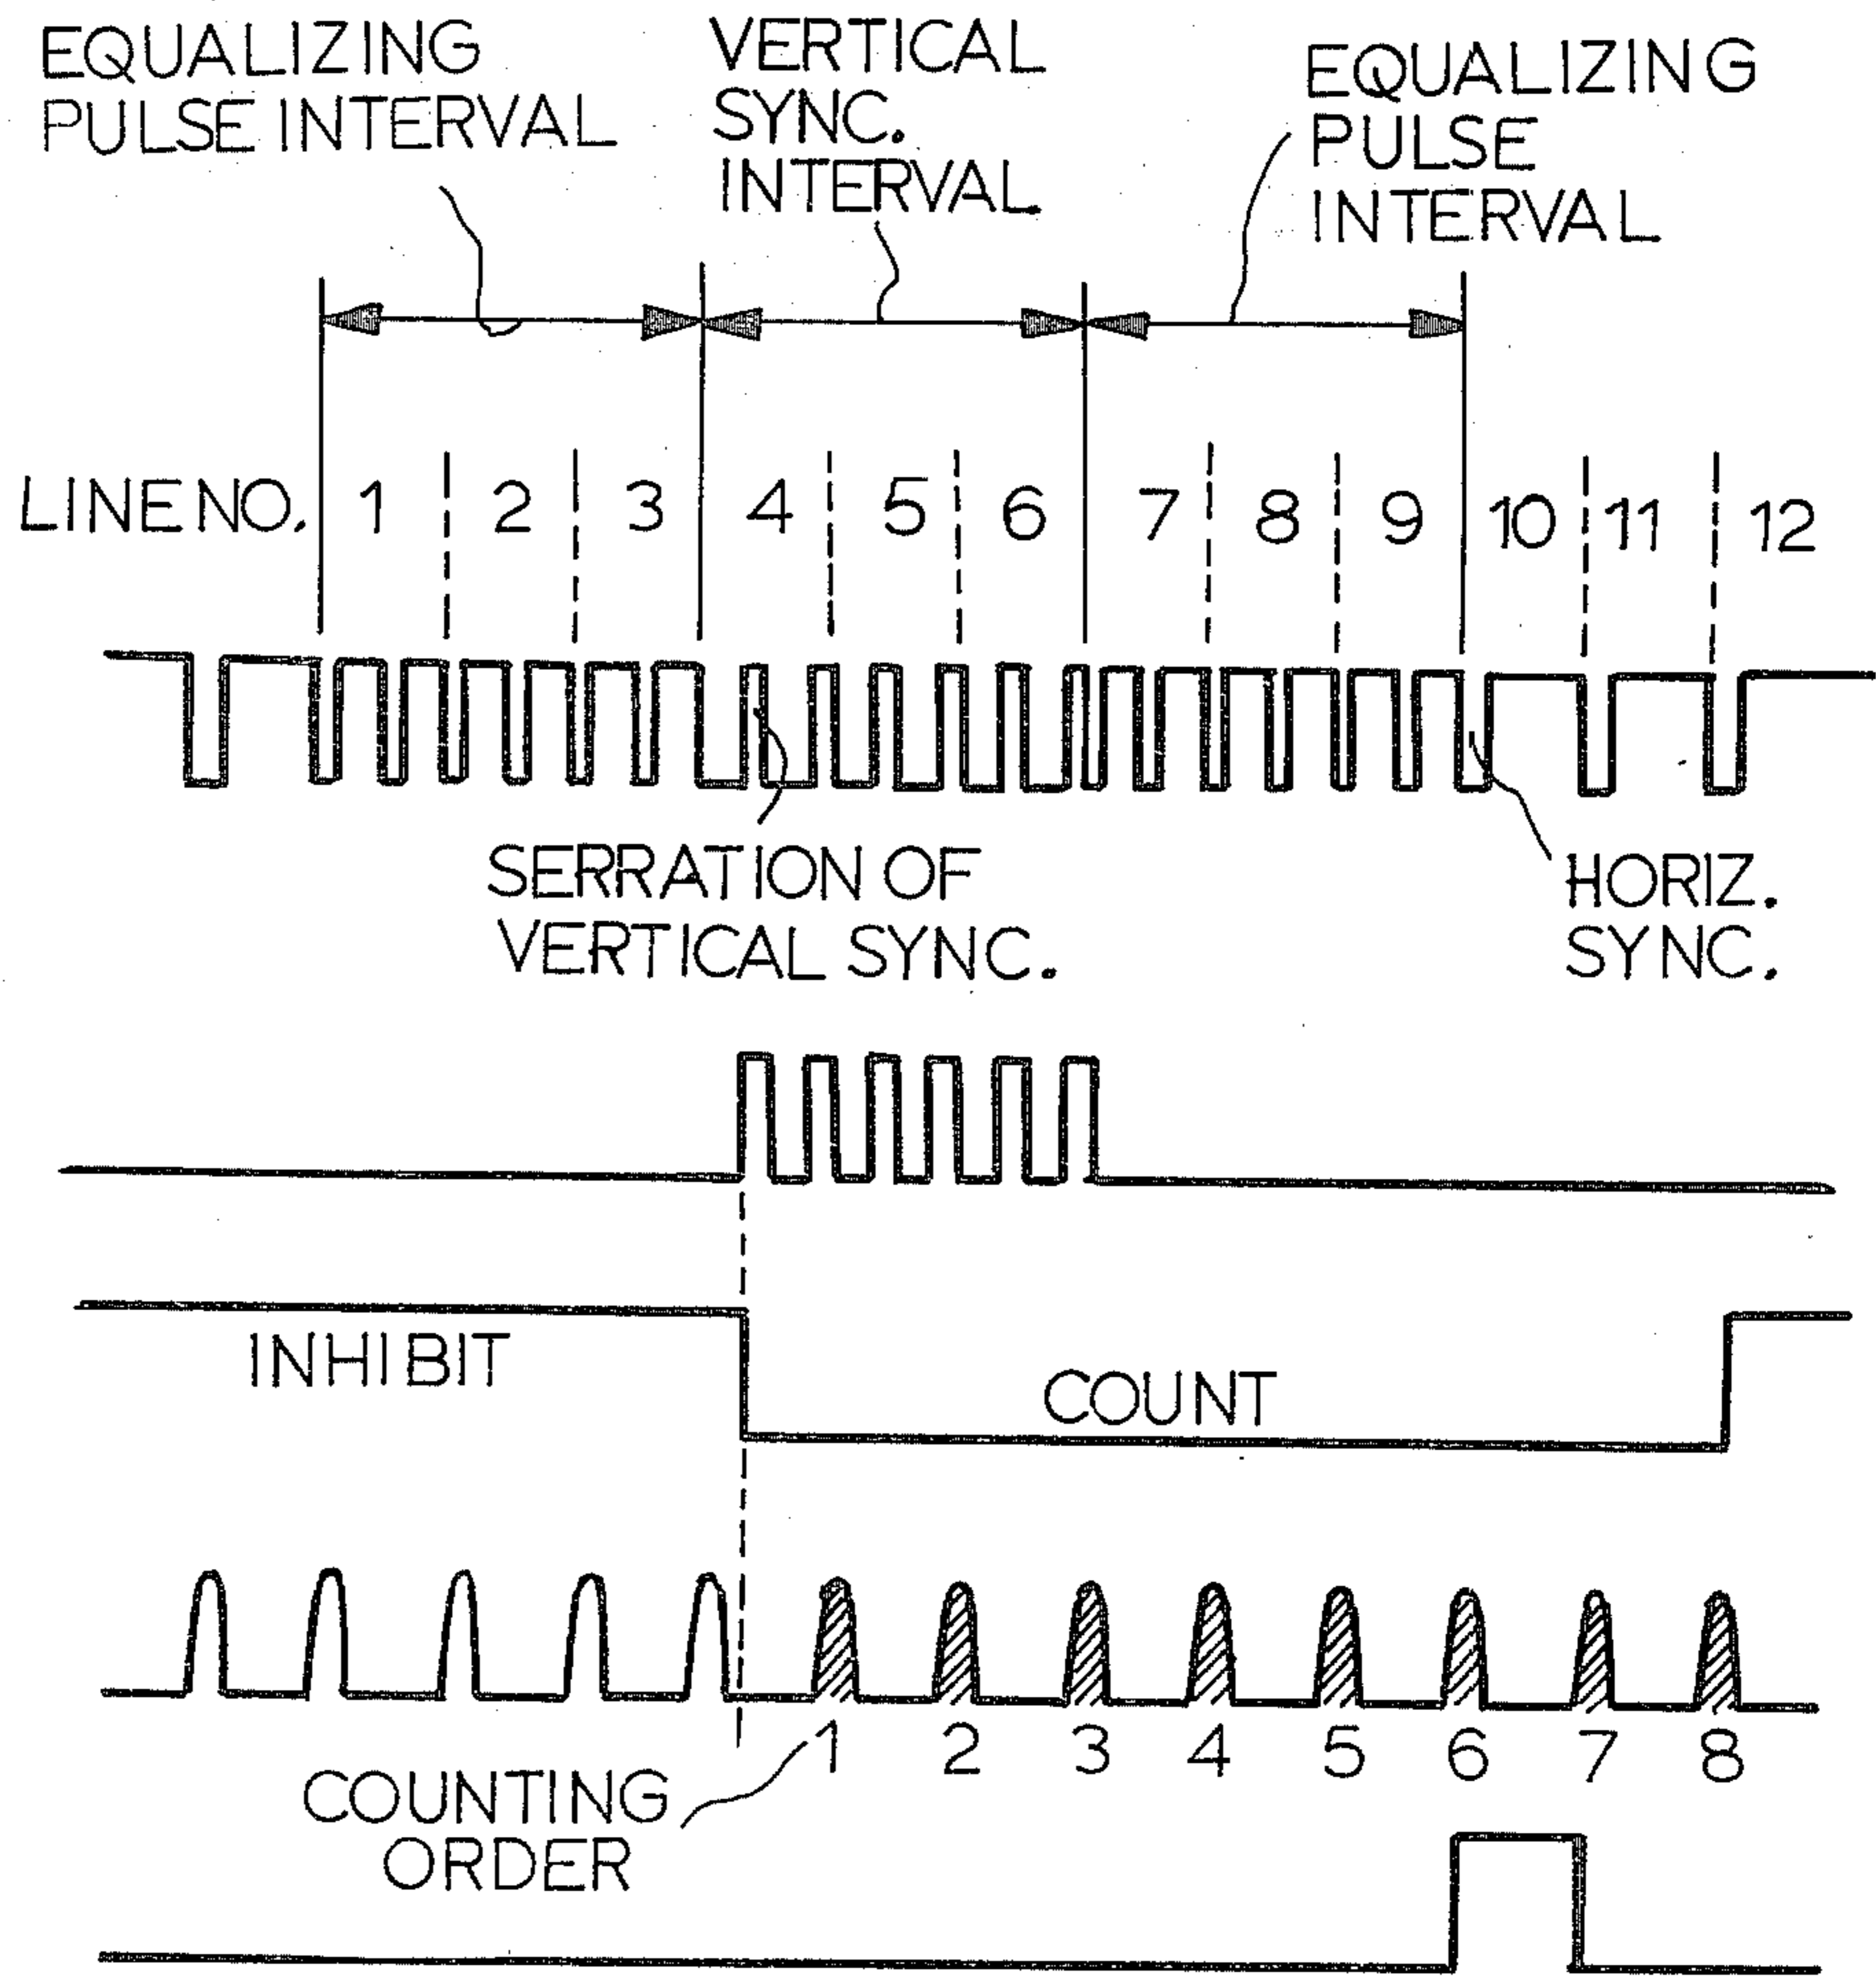 EQUALIZING
PULSE INTERVAL
VERTICAL
SYNC.
INTERVAL
EQUALIZING
PULSE
INTERVAL
LINE NO. 1 2 3 4 5 6 7 8 9 10 11 12
SERRATION OF
VERTICAL SYNC.
HORIZ.
SYNC.
INHIBIT
COUNT
1 2 3 4 5 6 7 8
COUNTING
ORDER